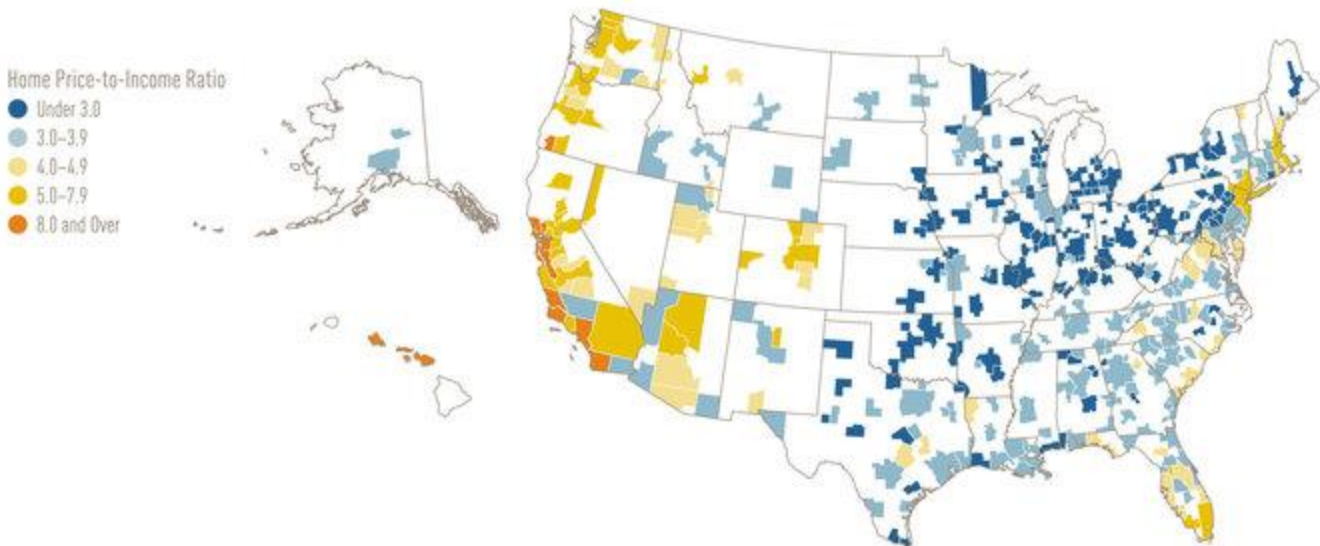 Home Price-to-Income Ratio
Under 3.0
3.0–3.9
4.0–4.9
5.0–7.9
8.0 and Over